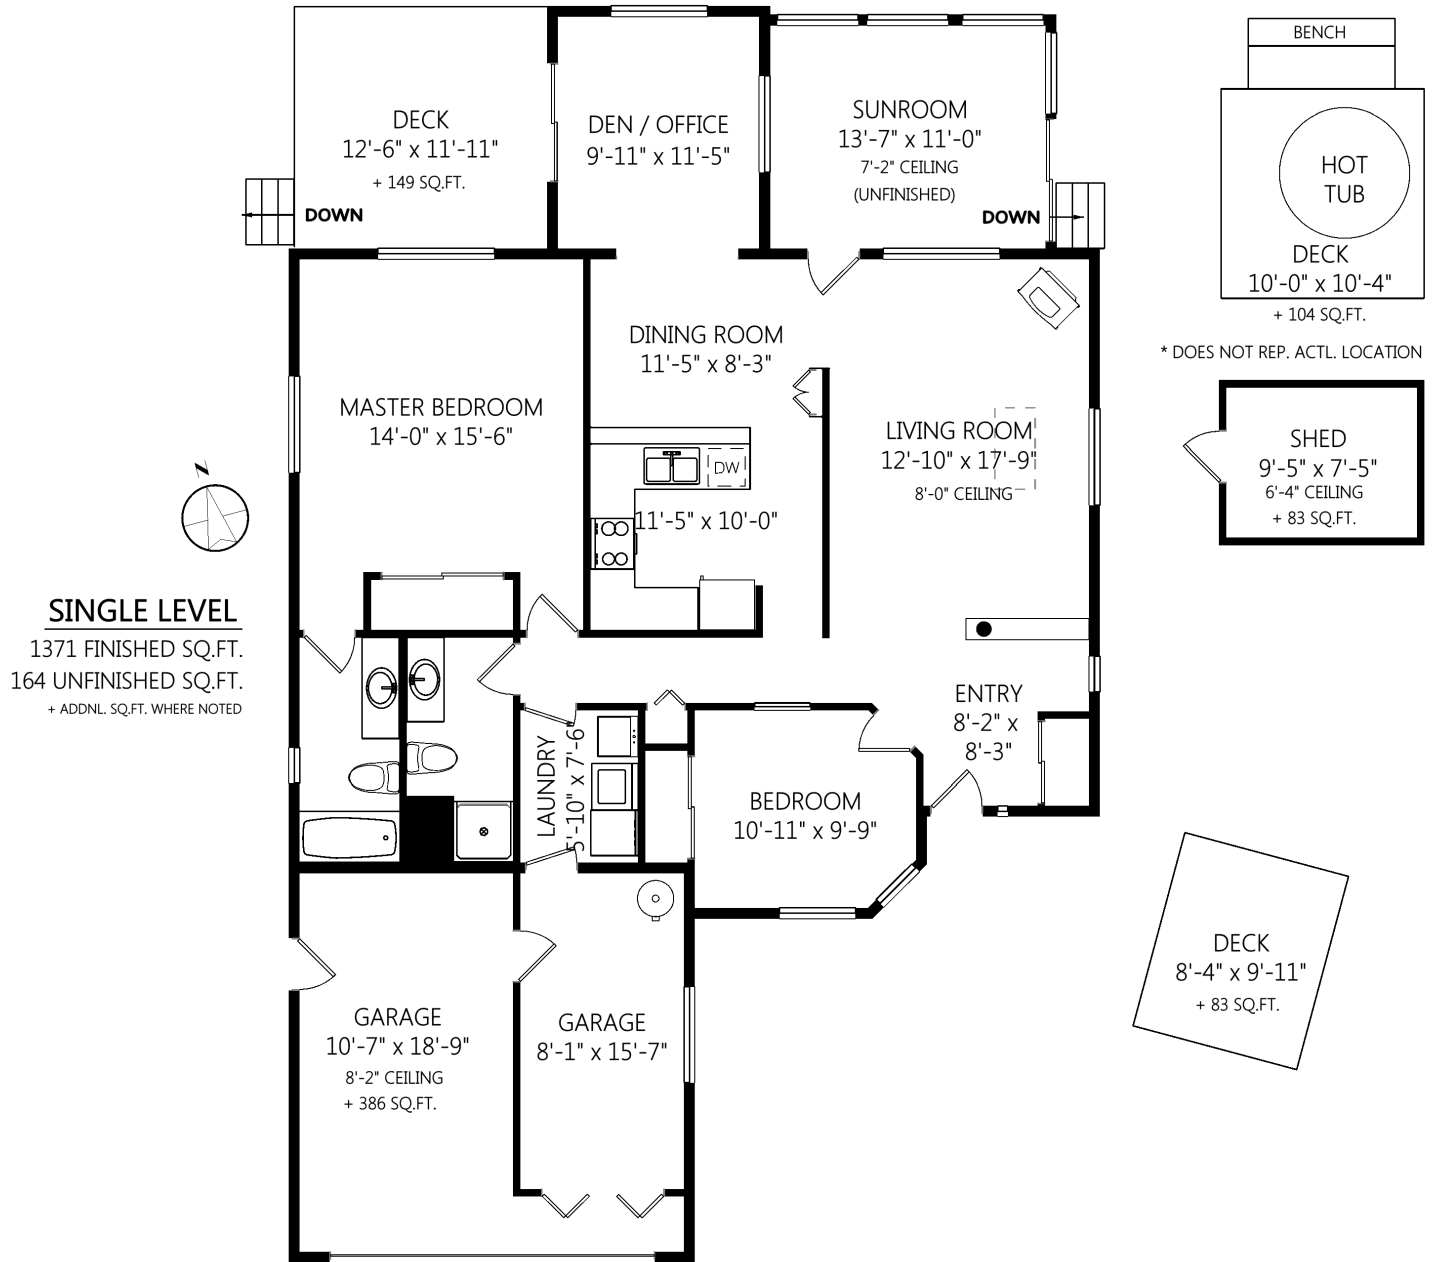 BENCH
DECK
12'-6" x 11'-11"
+ 149 SQ.FT.
DOWN
DEN / OFFICE
9'-11" x 11'-5"
SUNROOM
13'-7" x 11'-0"
7'-2" CEILING
(UNFINISHED)
DOWN
HOT
TUB
DECK
10'-0" x 10'-4"
+ 104 SQ.FT.
* DOES NOT REP. ACTL. LOCATION
DINING ROOM
11'-5" x 8'-3"
MASTER BEDROOM
14'-0" x 15'-6"
LIVING ROOM
12'-10" x 17'-9"
8'-0" CEILING
SHED
9'-5" x 7'-5"
6'-4" CEILING
+ 83 SQ.FT.
DW
11'-5" x 10'-0"
N
SINGLE LEVEL
1371 FINISHED SQ.FT.
164 UNFINISHED SQ.FT.
+ ADDNL. SQ.FT. WHERE NOTED
ENTRY
8'-2" x
8'-3"
LAUNDRY
5'-10" x 7'-6
BEDROOM
10'-11" x 9'-9"
DECK
8'-4" x 9'-11"
+ 83 SQ.FT.
GARAGE
10'-7" x 18'-9"
8'-2" CEILING
+ 386 SQ.FT.
GARAGE
8'-1" x 15'-7"